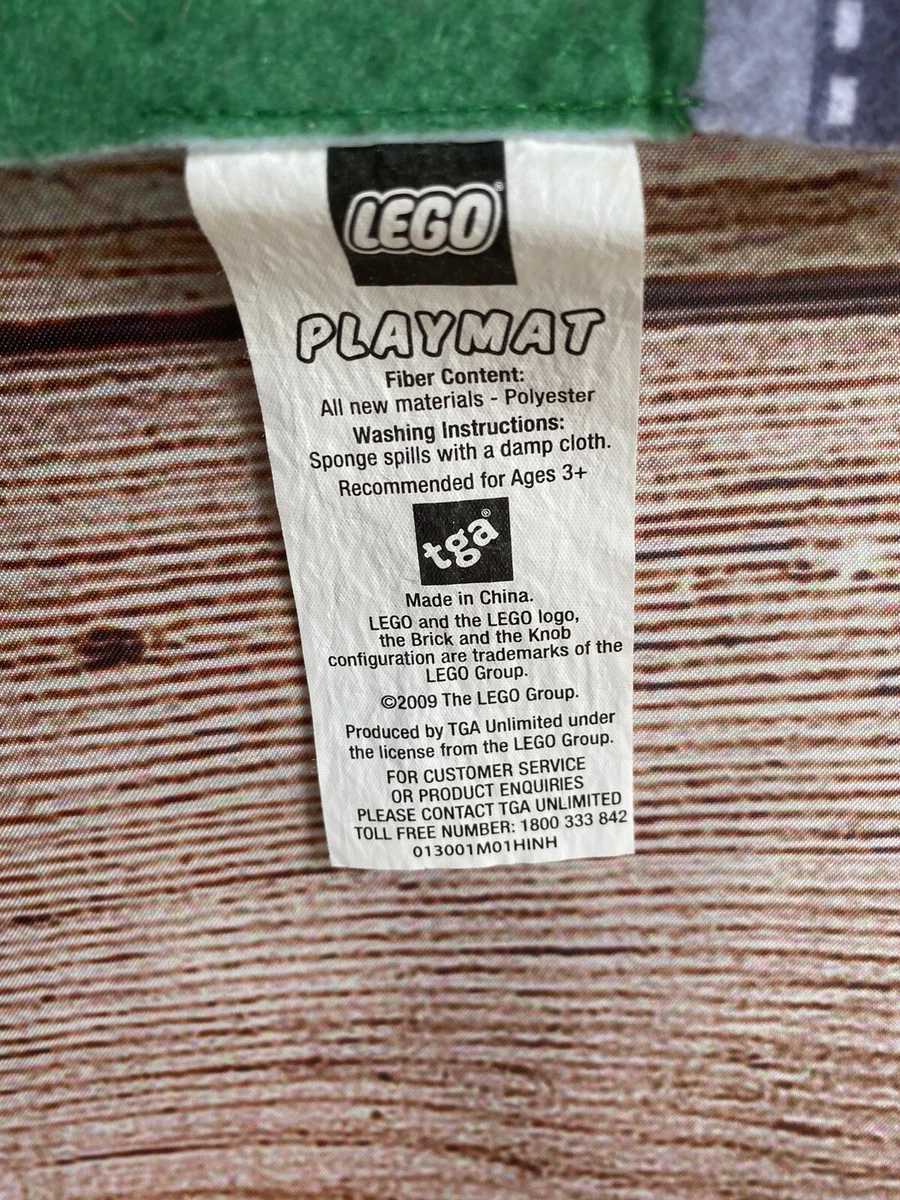 LEGO®
PLAYMAT
Fiber Content:
All new materials - Polyester
Washing Instructions:
Sponge spills with a damp cloth.
Recommended for Ages 3+
tga®
Made in China.
LEGO and the LEGO logo,
the Brick and the Knob
configuration are trademarks of the
LEGO Group.
©2009 The LEGO Group.
Produced by TGA Unlimited under
the license from the LEGO Group.
FOR CUSTOMER SERVICE
OR PRODUCT ENQUIRIES
PLEASE CONTACT TGA UNLIMITED
TOLL FREE NUMBER: 1800 333 842
013001M01HINH